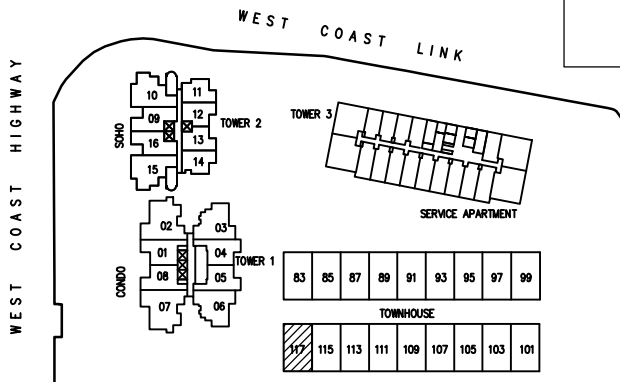 WEST COAST LINK
WEST COAST HIGHWAY
10
11
09
12
TOWER 2
SOHO
16
13
15
14
TOWER 3
SERVICE APARTMENT
02
03
01
04
TOWER 1
CONDO
08
05
07
06
83 85 87 89 91 93 95 97 99
TOWNHOUSE
117 115 113 111 109 107 105 103 101